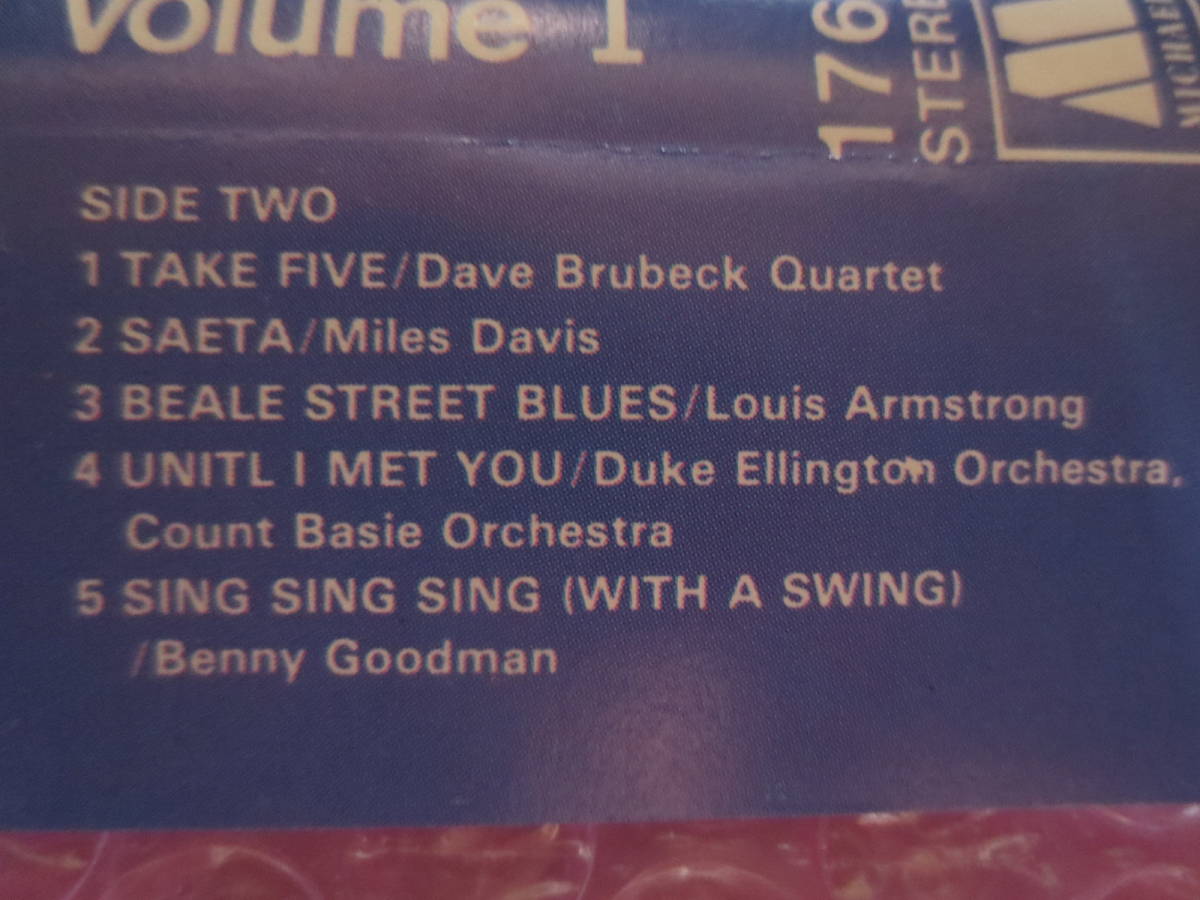 Volume 1
176
STERE
MICHAEL
SIDE TWO
1 TAKE FIVE/Dave Brubeck Quartet
2 SAETA/Miles Davis
3 BEALE STREET BLUES/Louis Armstrong
4 UNITL I MET YOU/Duke Ellington Orchestra,
Count Basie Orchestra
5 SING SING SING (WITH A SWING)
/Benny Goodman